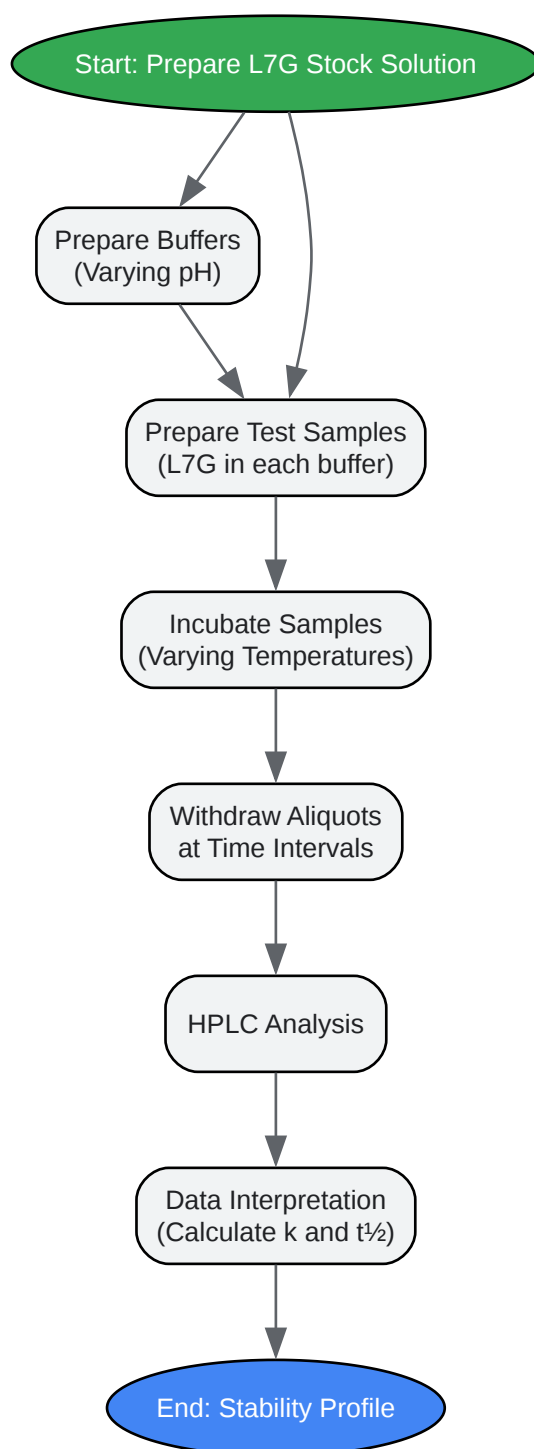 Start: Prepare L7G Stock Solution
Prepare Buffers
(Varying pH)
Prepare Test Samples
(L7G in each buffer)
Incubate Samples
(Varying Temperatures)
Withdraw Aliquots
at Time Intervals
HPLC Analysis
Data Interpretation
(Calculate k and t½)
End: Stability Profile